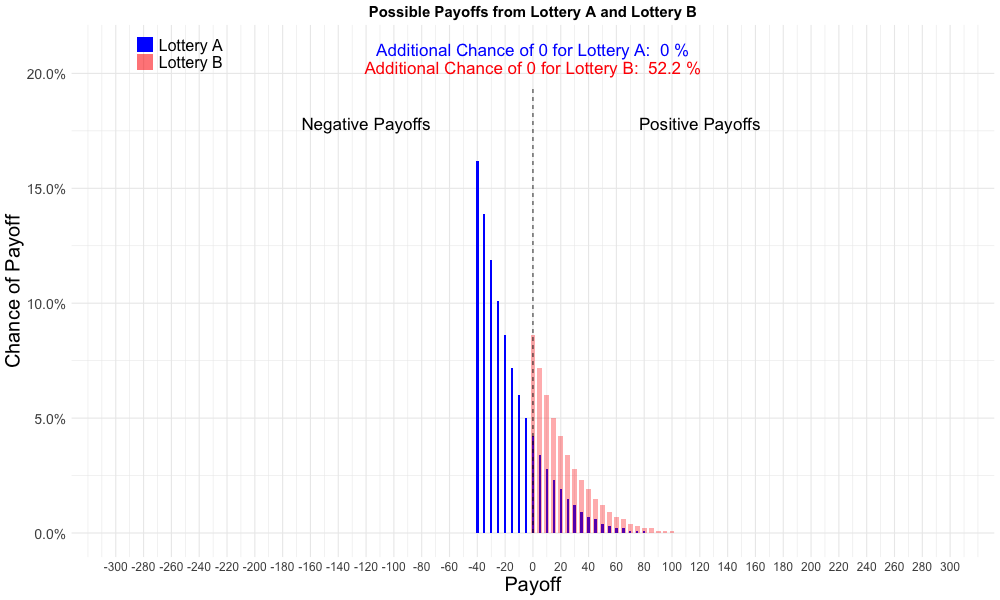 Possible Payoffs from Lottery A and Lottery B
Lottery A
Lottery B
Additional Chance of 0 for Lottery A:  0 %
Additional Chance of 0 for Lottery B:  52.2 %
Negative Payoffs
Positive Payoffs
Chance of Payoff
20.0%
15.0%
10.0%
5.0%
0.0%
-300 -280 -260 -240 -220 -200 -180 -160 -140 -120 -100 -80 -60 -40 -20 0 20 40 60 80 100 120 140 160 180 200 220 240 260 280 300
Payoff